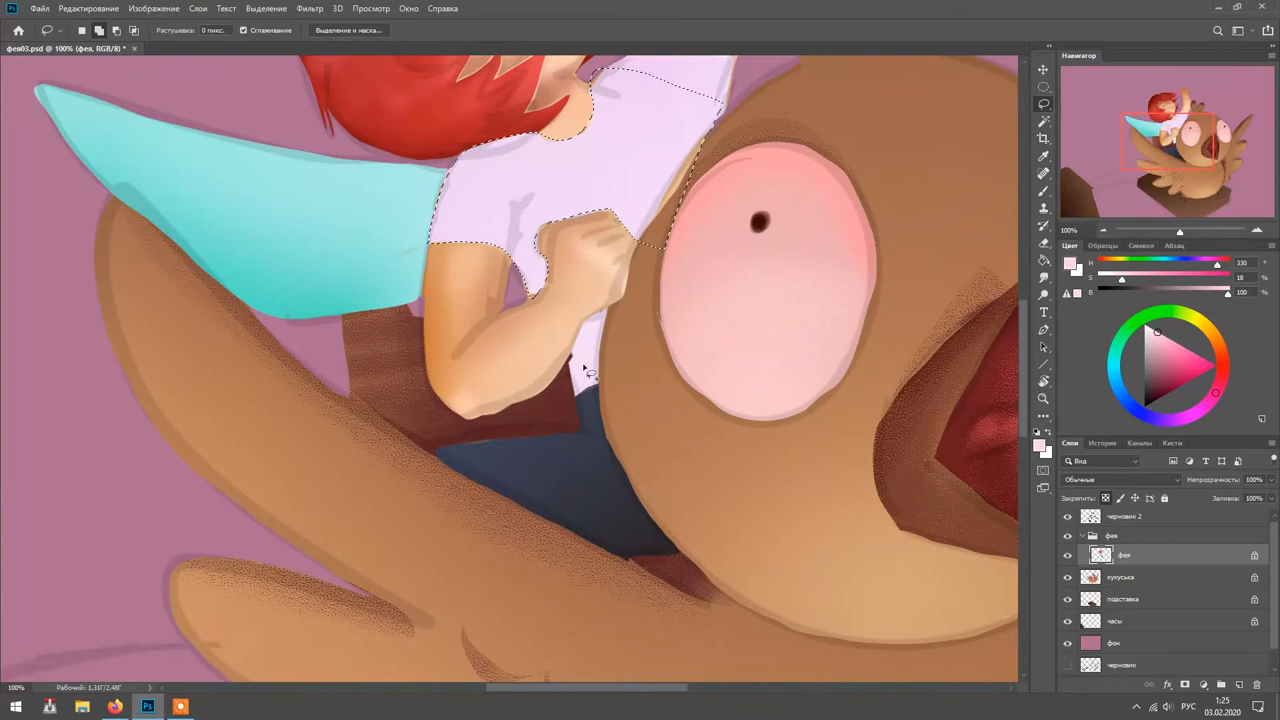 Файл Редактирование Изображение Слои Текст Выделение Фильтр 3D Просмотр Окно Справка
Растушевка: 0 пикс. Сглаживание Выделение и маска...
фея03.psd @ 100% (фея, RGB/8) *
Навигатор
100%
Цвет Образцы Символ Абзац
H 330 °
S 18 %
B 100 %
Слои История Каналы Кисти
Вид
Обычные Непрозрачность: 100%
Закрепить: Заливка: 100%
черновик 2
фея
фея
кукуська
подставка
часы
фон
черновик
100% Рабочий: 1,31Г/2,48Г
РУС
1:25
03.02.2020